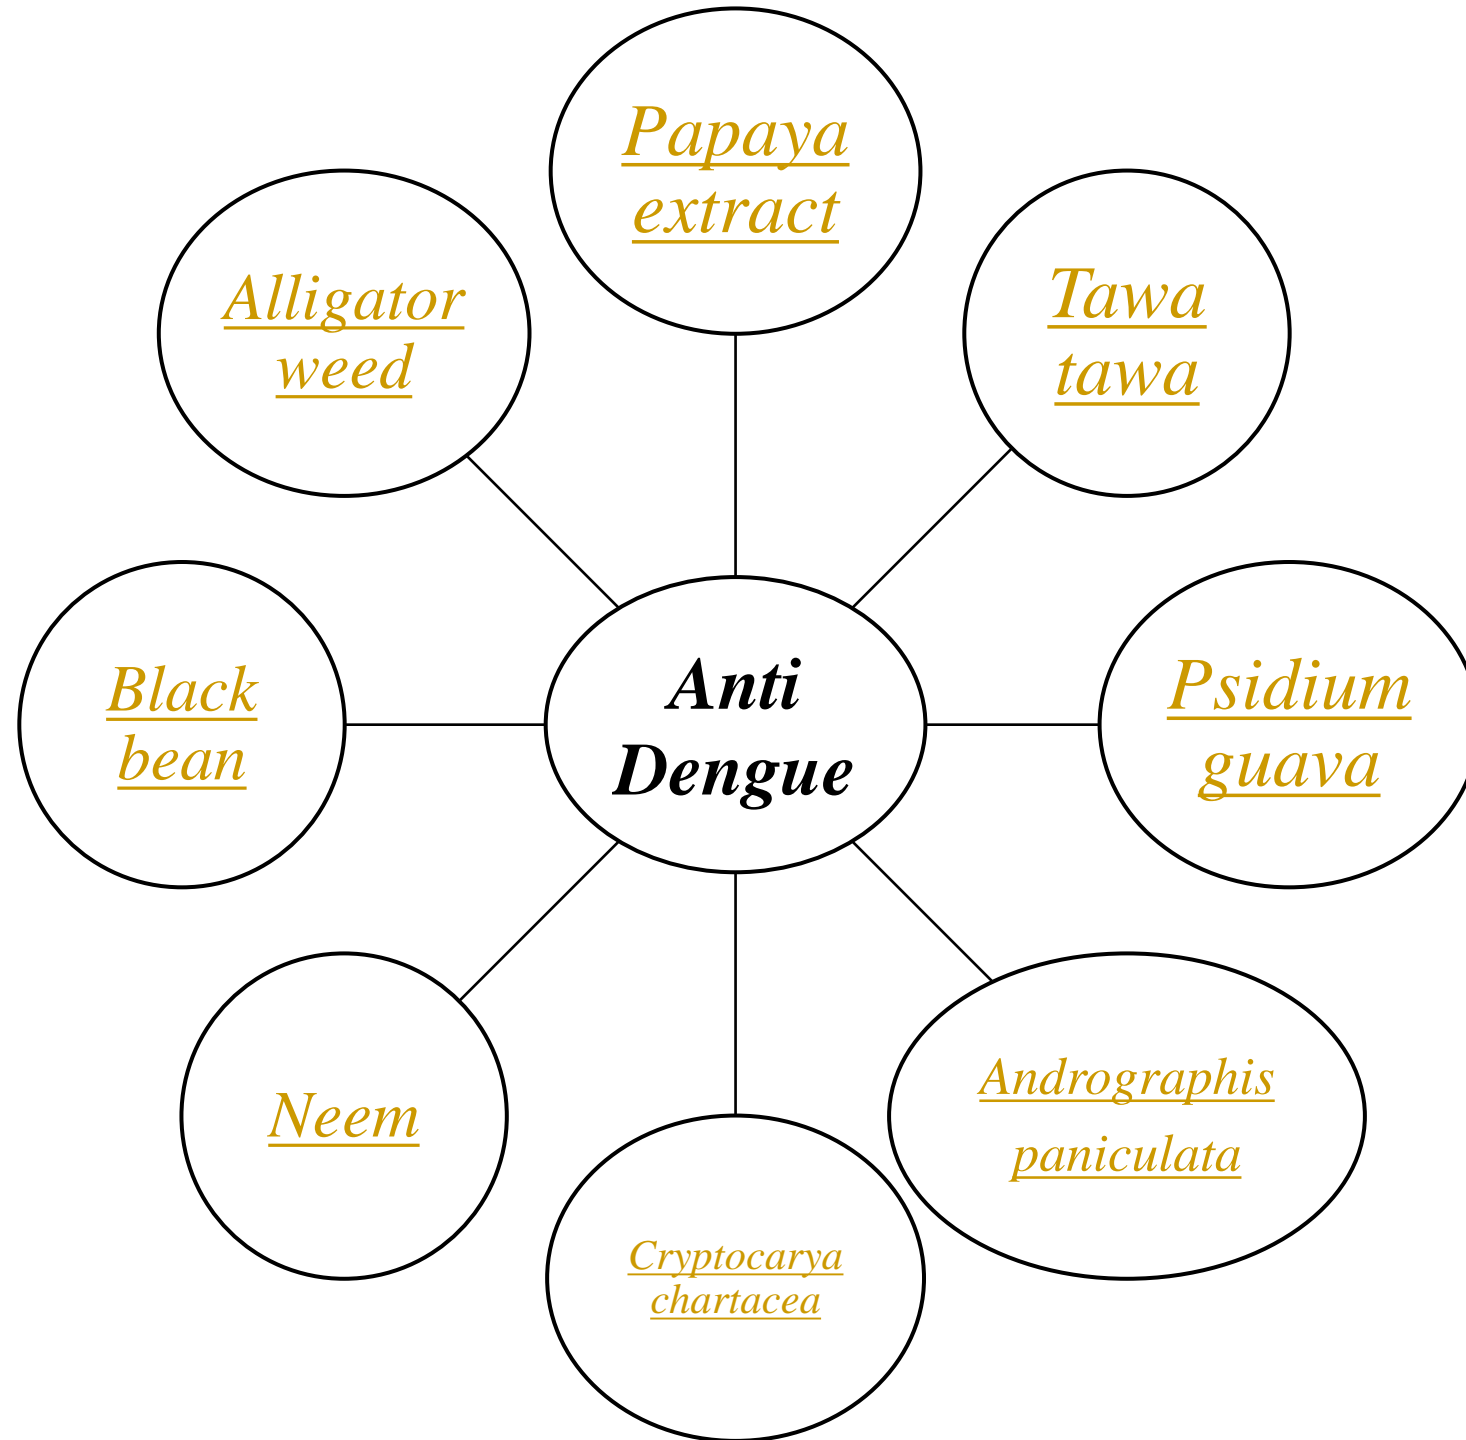 Papaya
extract
Alligator
weed
Tawa
tawa
Black
bean
Anti
Dengue
Psidium
guava
Neem
Andrographis
paniculata
Cryptocarya
chartacea